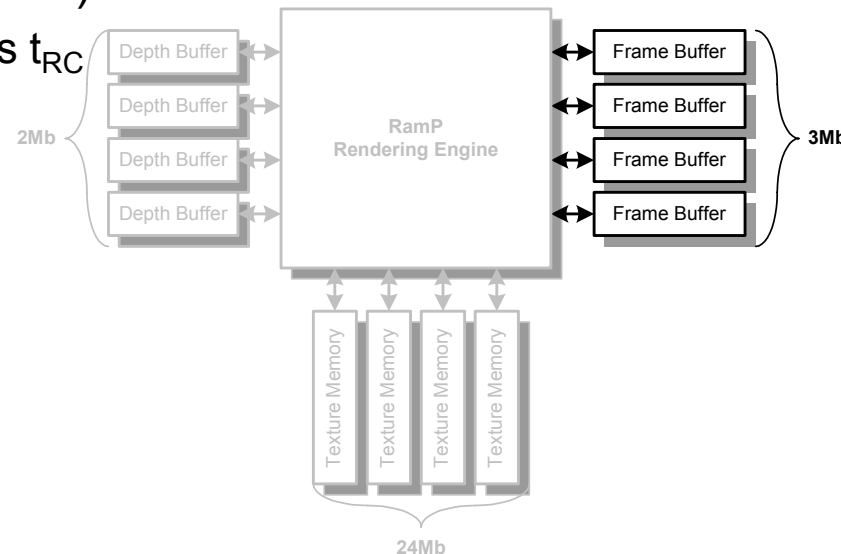 )
s tRC
Depth Buffer
Depth Buffer
Depth Buffer
Depth Buffer
2Mb
RamP
Rendering Engine
Frame Buffer
Frame Buffer
Frame Buffer
Frame Buffer
3Mb
Texture Memory
Texture Memory
Texture Memory
Texture Memory
24Mb